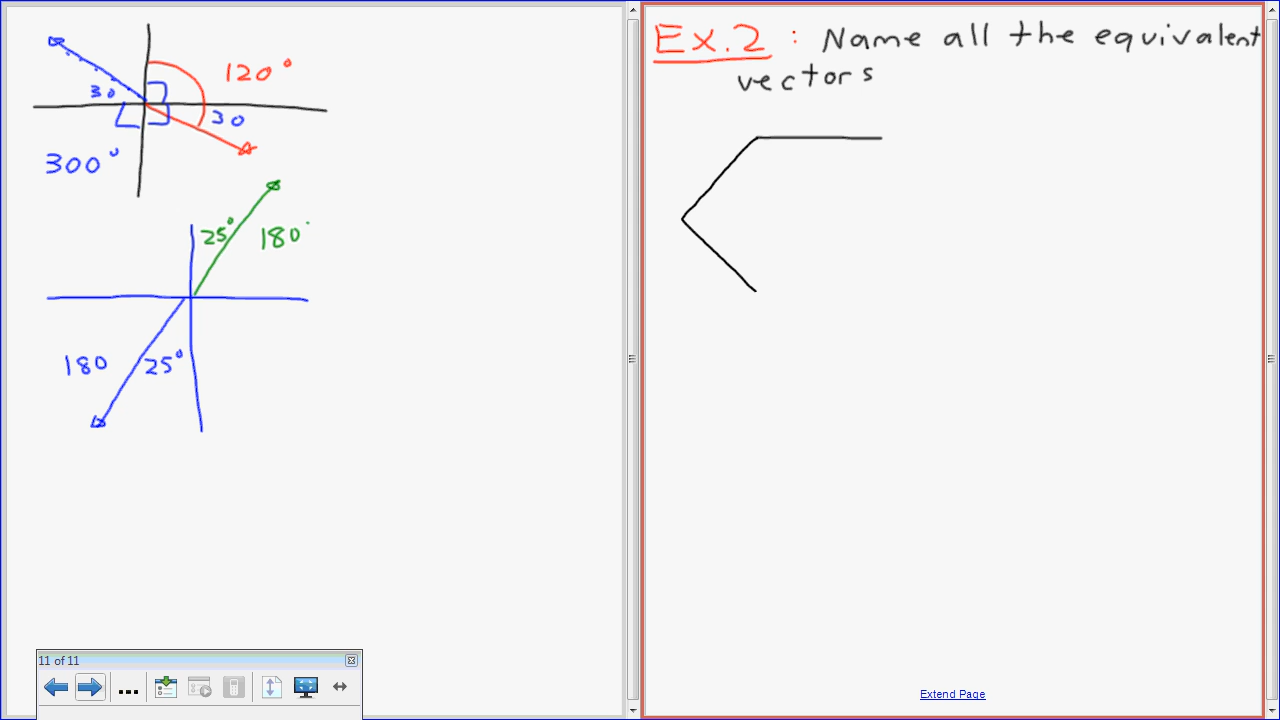 120°
30
30
300°
25°
180°
180
25°
Ex.2 : Name all the equivalent
vectors
11 of 11
Extend Page